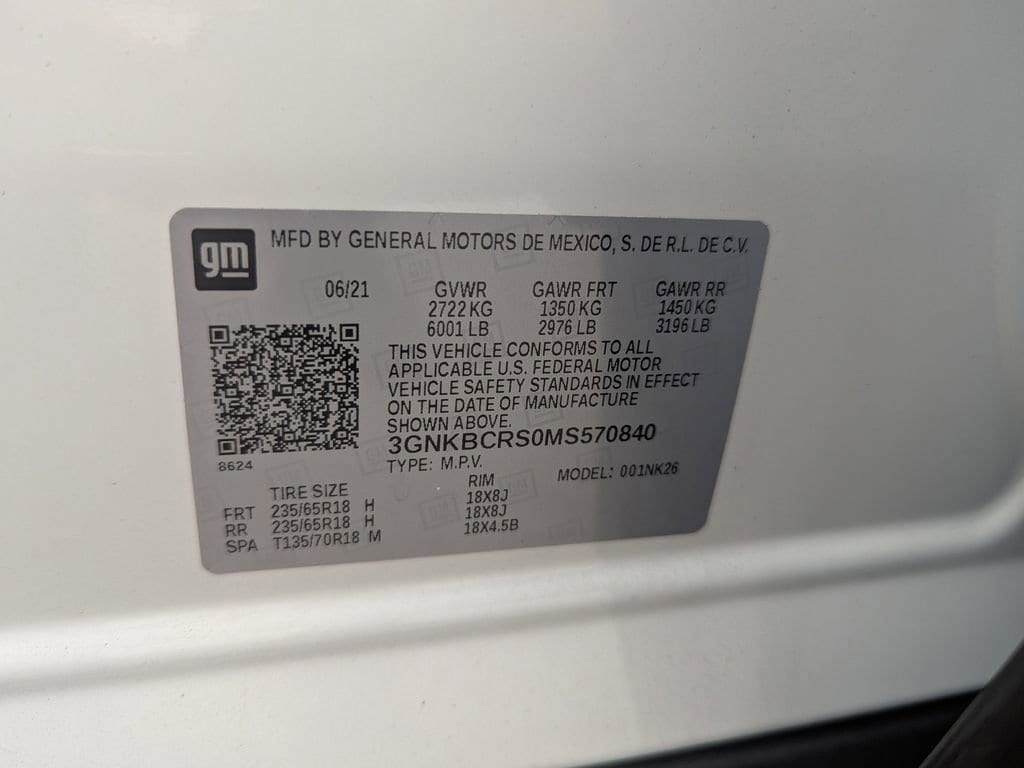 gm
MFD BY GENERAL MOTORS DE MEXICO, S. DE R.L. DE C.V.
06/21 GVWR GAWR FRT GAWR RR
2722 KG 1350 KG 1450 KG
6001 LB 2976 LB 3196 LB
THIS VEHICLE CONFORMS TO ALL
APPLICABLE U.S. FEDERAL MOTOR
VEHICLE SAFETY STANDARDS IN EFFECT
ON THE DATE OF MANUFACTURE
SHOWN ABOVE.
3GNKBCRS0MS570840
8624
TYPE: M.P.V. MODEL: 001NK26
TIRE SIZE RIM
FRT 235/65R18 H 18X8J
RR 235/65R18 H 18X8J
SPA T135/70R18 M 18X4.5B